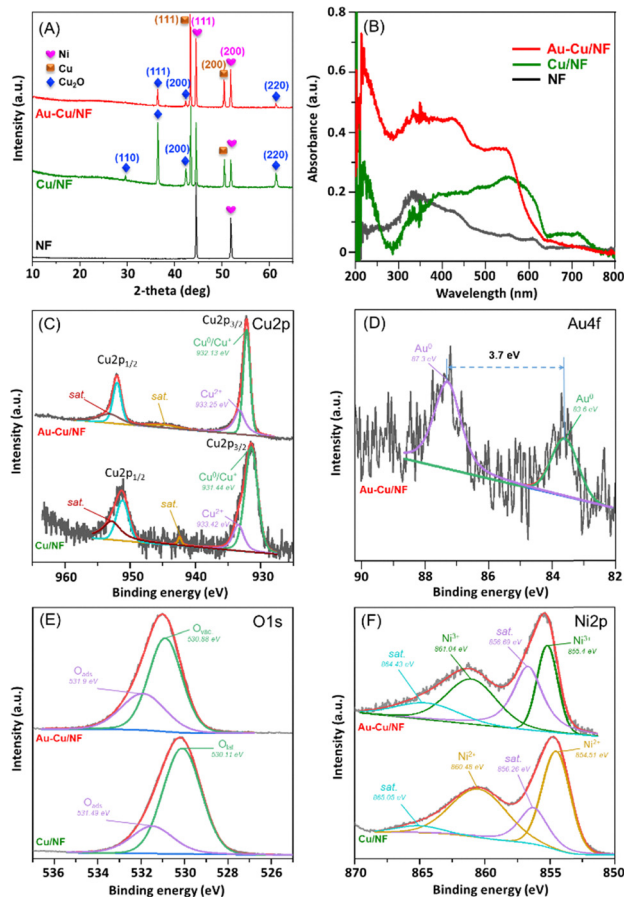 (A)
(111)
(111)
Ni
Cu
Cu2O
(111)
(200)
(200)
(200)
(220)
Au-Cu/NF
(110)
(200)
(220)
Cu/NF
NF
Intensity (a.u.)
10 20 30 40 50 60
2-theta (deg)
(B)
Au-Cu/NF
Cu/NF
NF
Absorbance (a.u.)
0.8
0.6
0.4
0.2
0
200 300 400 500 600 700 800
Wavelength (nm)
(C)
Cu2p3/2
Cu2p
Cu0/Cu+
932.13 eV
Cu2p1/2
Cu2+
933.25 eV
sat.
sat.
Au-Cu/NF
Cu2p3/2
Cu2p1/2
Cu0/Cu+
931.44 eV
sat.
sat.
Cu2+
933.42 eV
Cu/NF
Intensity (a.u.)
960 950 940 930
Binding energy (eV)
(D)
Au4f
Au0
87.3 eV
3.7 eV
Au0
83.6 eV
Au-Cu/NF
Intensity (a.u.)
90 88 86 84 82
Binding energy (eV)
(E)
O1s
Ovac.
530.88 eV
Oads
531.9 eV
Au-Cu/NF
530.11 eV
Oads
531.49 eV
Cu/NF
Intensity (a.u.)
536 534 532 530 528 526
Binding energy (eV)
(F)
Ni2p
sat.
856.69 eV
Ni3+
855.4 eV
Ni3+
861.04 eV
sat.
864.43 eV
Au-Cu/NF
Ni2+
854.51 eV
sat.
856.26 eV
Ni2+
860.48 eV
sat.
865.05 eV
Cu/NF
Intensity (a.u.)
870 865 860 855 850
Binding energy (eV)